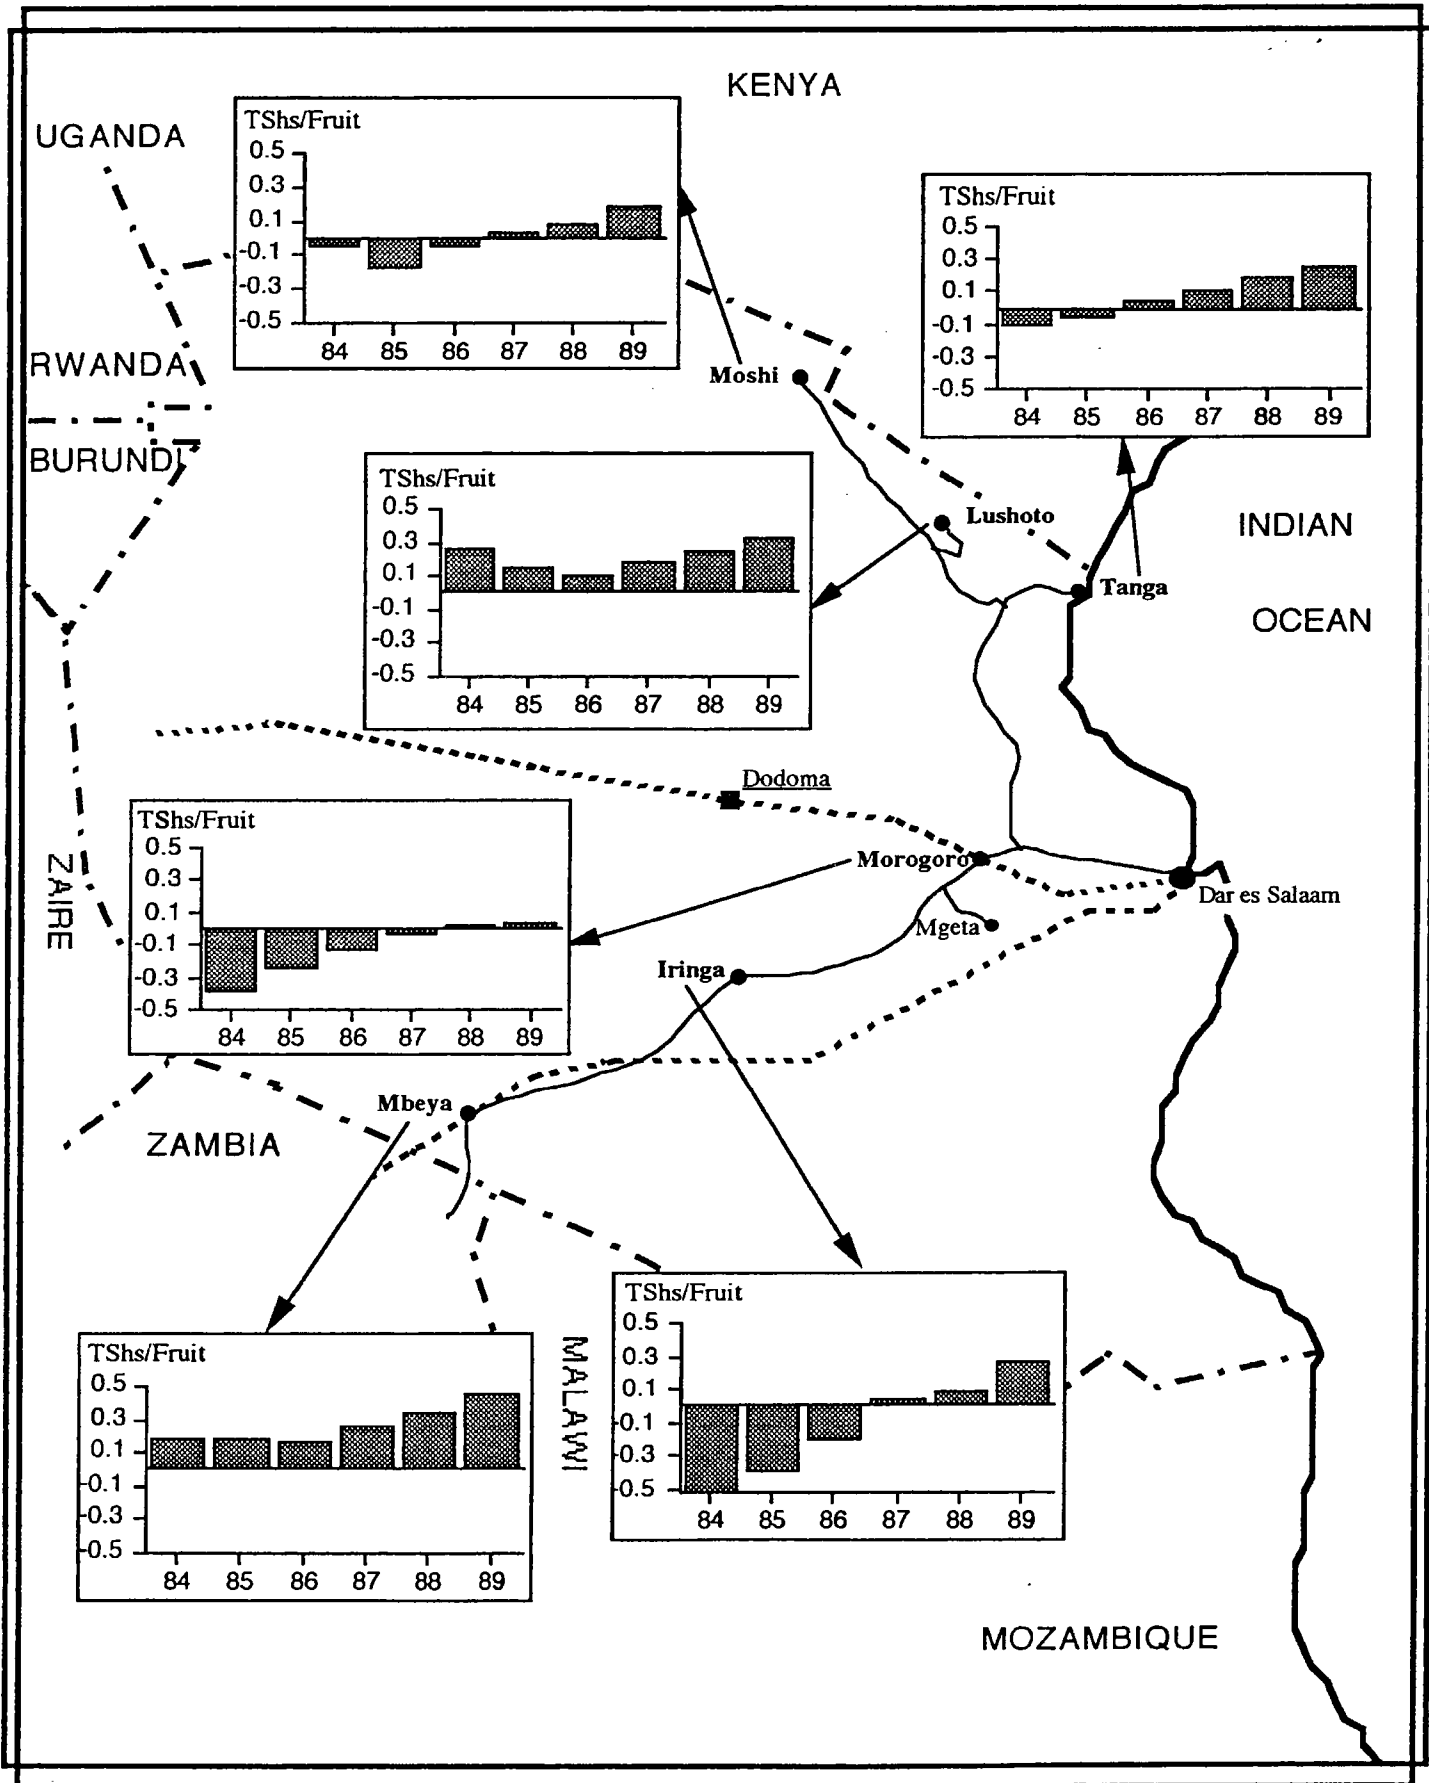 KENYA
UGANDA
TShs/Fruit
0.5
0.3
0.1
-0.1
-0.3
-0.5
84 85 86 87 88 89
TShs/Fruit
0.5
0.3
0.1
-0.1
-0.3
-0.5
84 85 86 87 88 89
RWANDA
Moshi
BURUNDI
TShs/Fruit
0.5
0.3
0.1
-0.1
-0.3
-0.5
84 85 86 87 88 89
Lushoto
INDIAN
Tanga
OCEAN
Dodoma
TShs/Fruit
0.5
0.3
0.1
-0.1
-0.3
-0.5
84 85 86 87 88 89
ZAIRE
Morogoro
Dar es Salaam
Mgeta
Iringa
Mbeya
ZAMBIA
TShs/Fruit
0.5
0.3
0.1
-0.1
-0.3
-0.5
84 85 86 87 88 89
MALAWI
TShs/Fruit
0.5
0.3
0.1
-0.1
-0.3
-0.5
84 85 86 87 88 89
MOZAMBIQUE